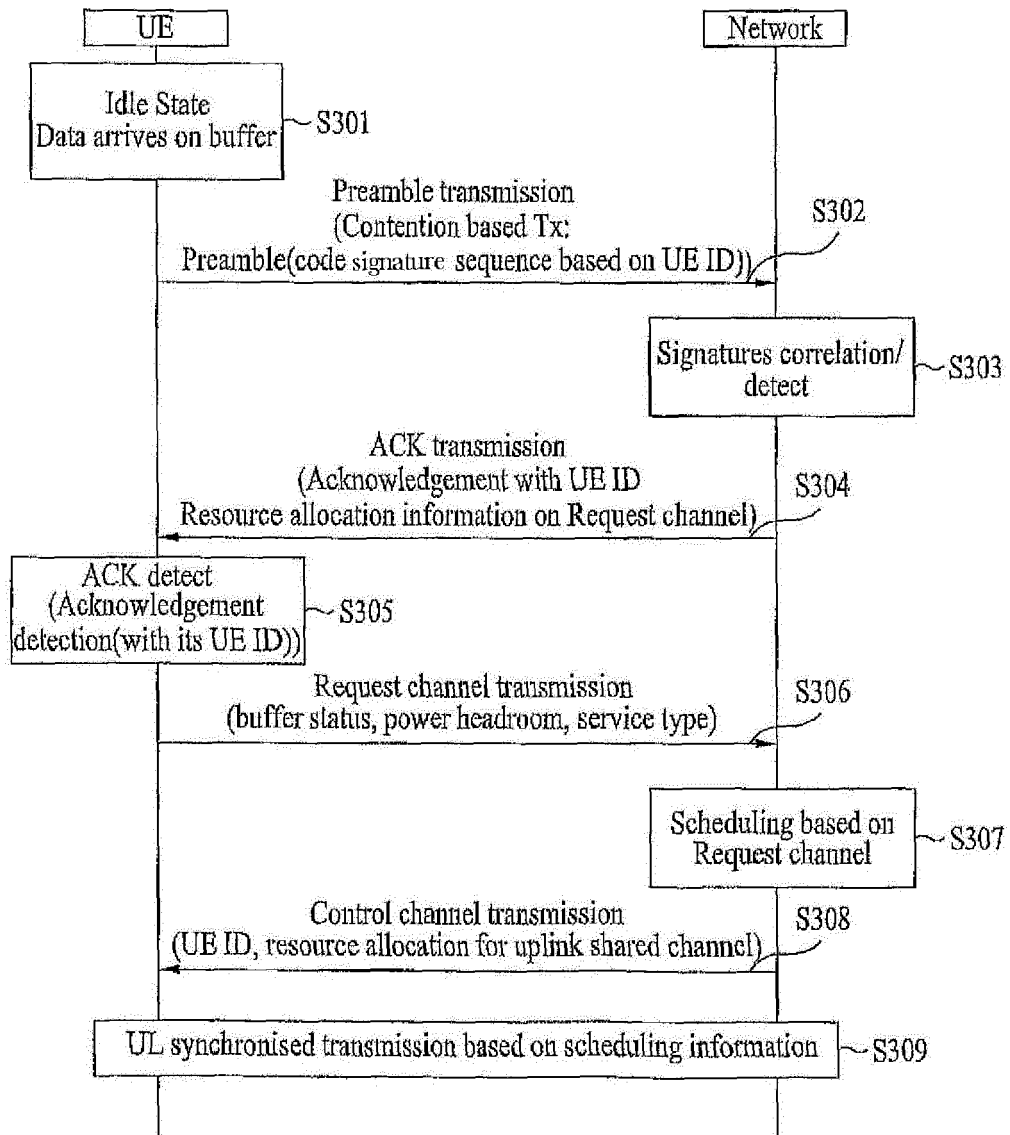 UE
Network
Idle State
Data arrives on buffer
S301
Preamble transmission
(Contention based Tx:
Preamble(code signature sequence based on UE ID))
S302
Signatures correlation/
detect
S303
ACK transmission
(Acknowledgement with UE ID
Resource allocation information on Request channel)
S304
ACK detect
(Acknowledgement
detection(with its UE ID))
S305
Request channel transmission
(buffer status, power headroom, service type)
S306
Scheduling based on
Request channel
S307
Control channel transmission
(UE ID, resource allocation for uplink shared channel)
S308
UL synchronised transmission based on scheduling information
S309